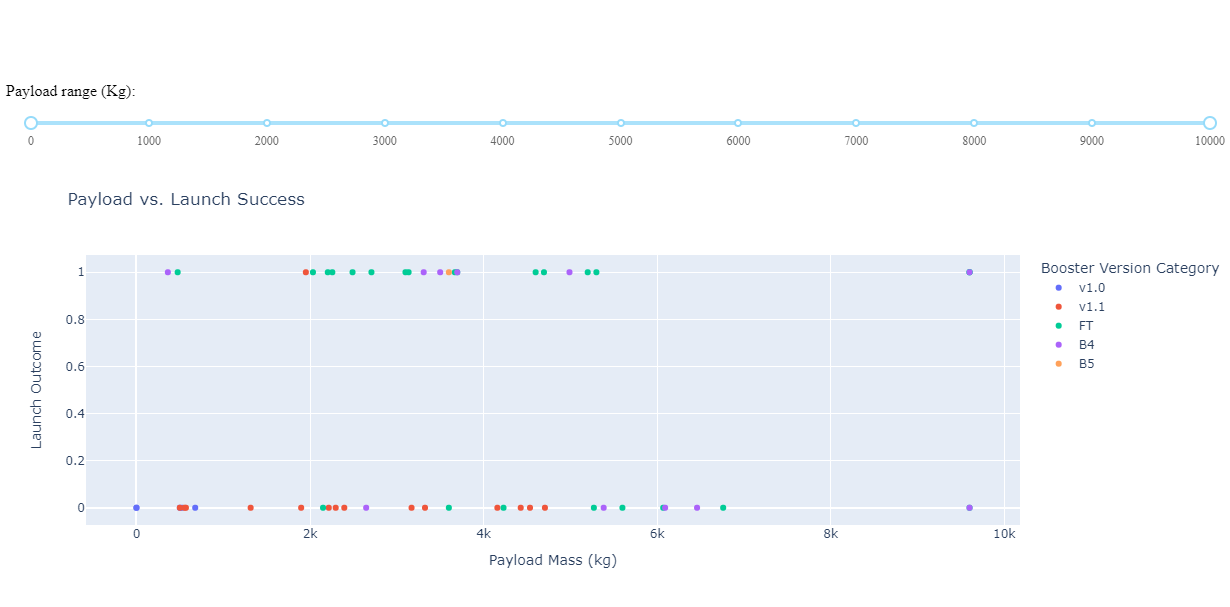 Payload range (Kg):
0 1000 2000 3000 4000 5000 6000 7000 8000 9000 10000
Payload vs. Launch Success
Launch Outcome
1
0.8
0.6
0.4
0.2
0
0 2k 4k 6k 8k 10k
Payload Mass (kg)
Booster Version Category
v1.0
v1.1
FT
B4
B5